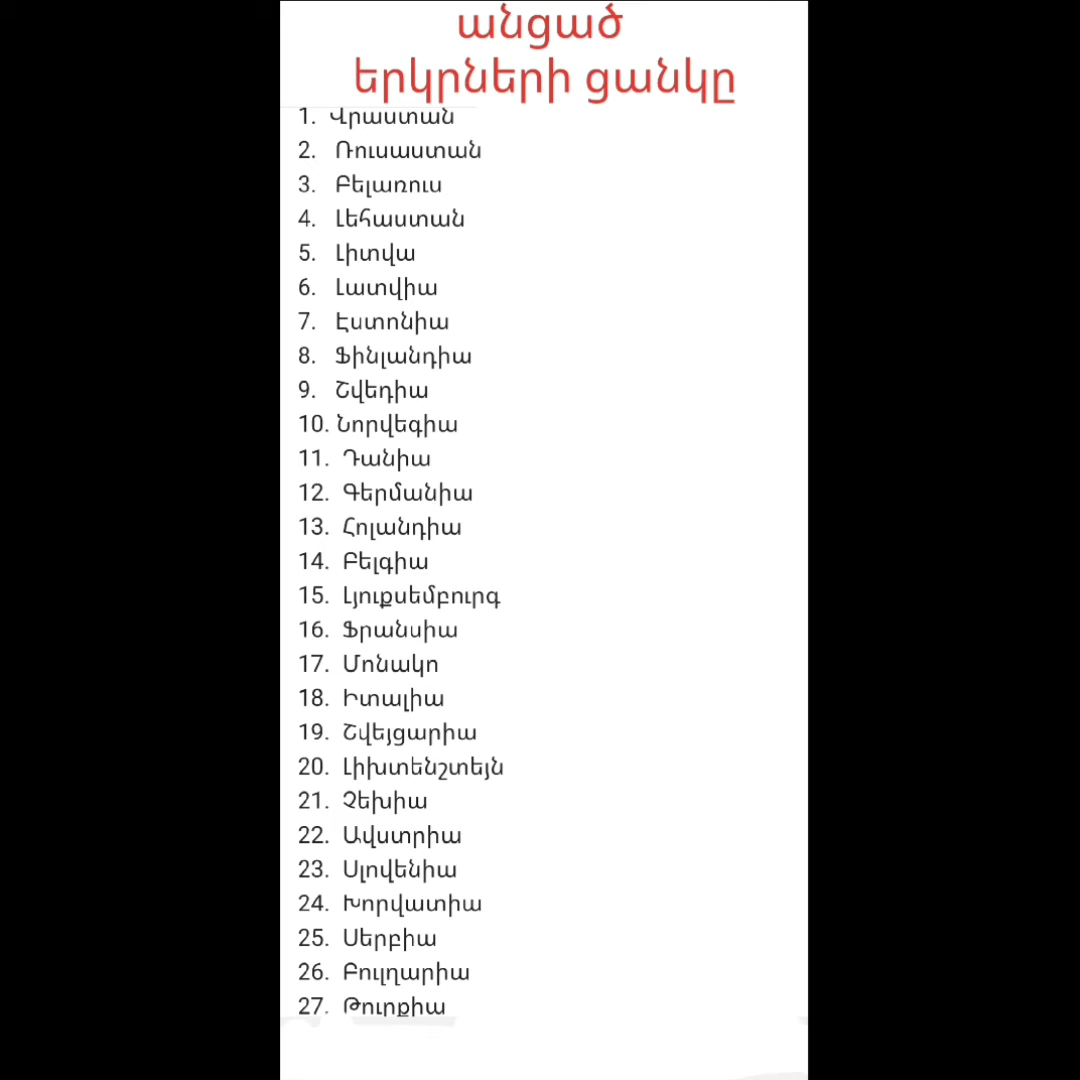 անցած
երկրների ցանկը
1. Վրաստան
2. Ռուսաստան
3. Բելառուս
4. Լեհաստան
5. Լիտվա
6. Լատվիա
7. Էստոնիա
8. Ֆինլանդիա
9. Շվեդիա
10. Նորվեգիա
11. Դանիա
12. Գերմանիա
13. Հոլանդիա
14. Բելգիա
15. Լյուքսեմբուրգ
16. Ֆրանսիա
17. Մոնակո
18. Իտալիա
19. Շվեյցարիա
20. Լիխտենշտեյն
21. Չեխիա
22. Ավստրիա
23. Սլովենիա
24. Խորվատիա
25. Սերբիա
26. Բուլղարիա
27. Թուրքիա